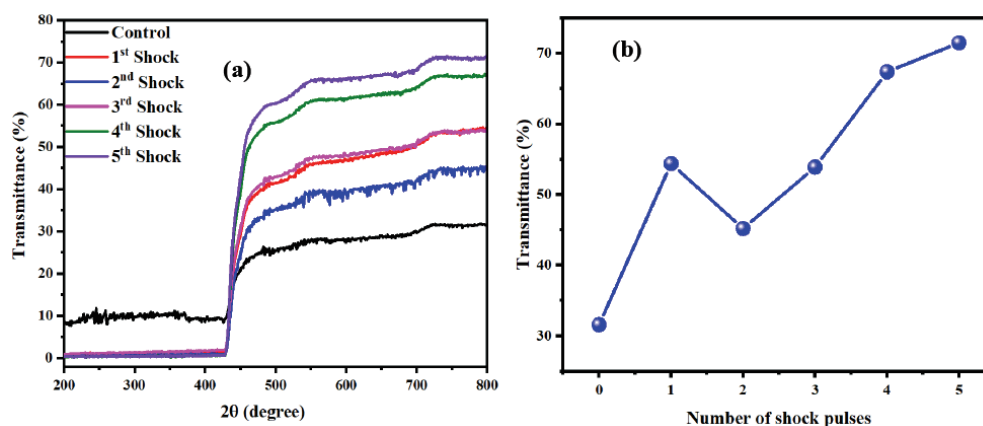 80
70
60
50
40
30
20
10
0
Transmittance (%)
Control
1st Shock
2nd Shock
3rd Shock
4th Shock
5th Shock
(a)
200 300 400 500 600 700 800
2θ (degree)
(b)
70
60
50
40
30
Transmittance (%)
0 1 2 3 4 5
Number of shock pulses